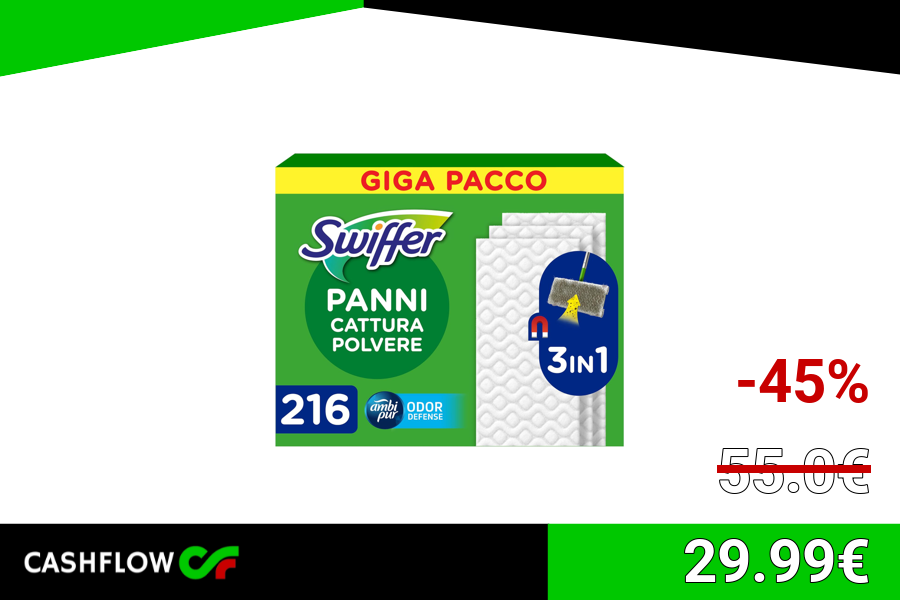 GIGA PACCO
Swiffer
PANNI
CATTURA
POLVERE
3IN1
216
ambi
pur
ODOR
DEFENSE
-45%
55.0€
CASHFLOW
29.99€